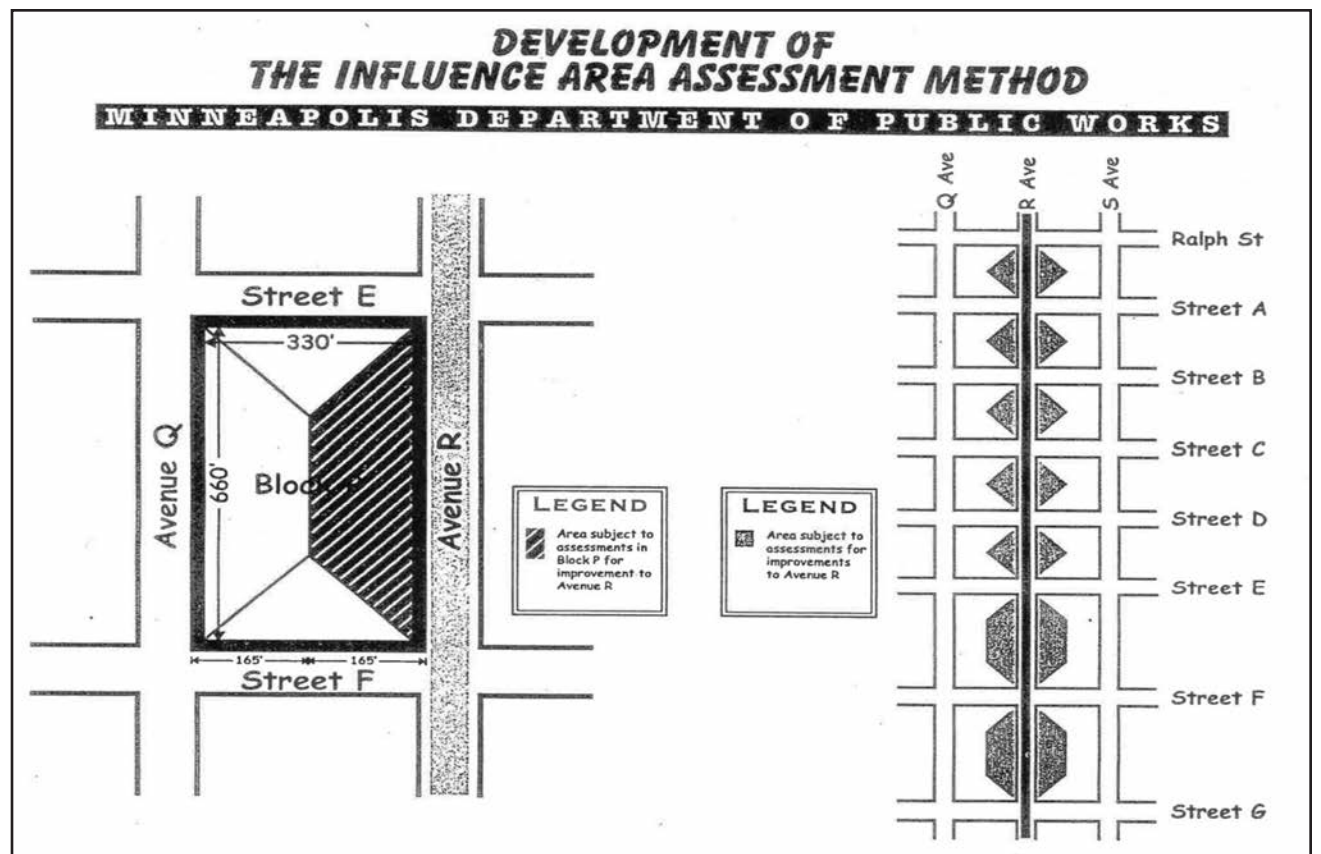 DEVELOPMENT OF
THE INFLUENCE AREA ASSESSMENT METHOD
MINNEAPOLIS DEPARTMENT OF PUBLIC WORKS
Street E
330'
660'
Avenue Q
Block P
Avenue R
165'
165'
Street F
LEGEND
Area subject to
assessments in
Block P for
improvement to
Avenue R
LEGEND
Area subject to
assessments for
improvements
to Avenue R
Q Ave
R Ave
S Ave
Ralph St
Street A
Street B
Street C
Street D
Street E
Street F
Street G